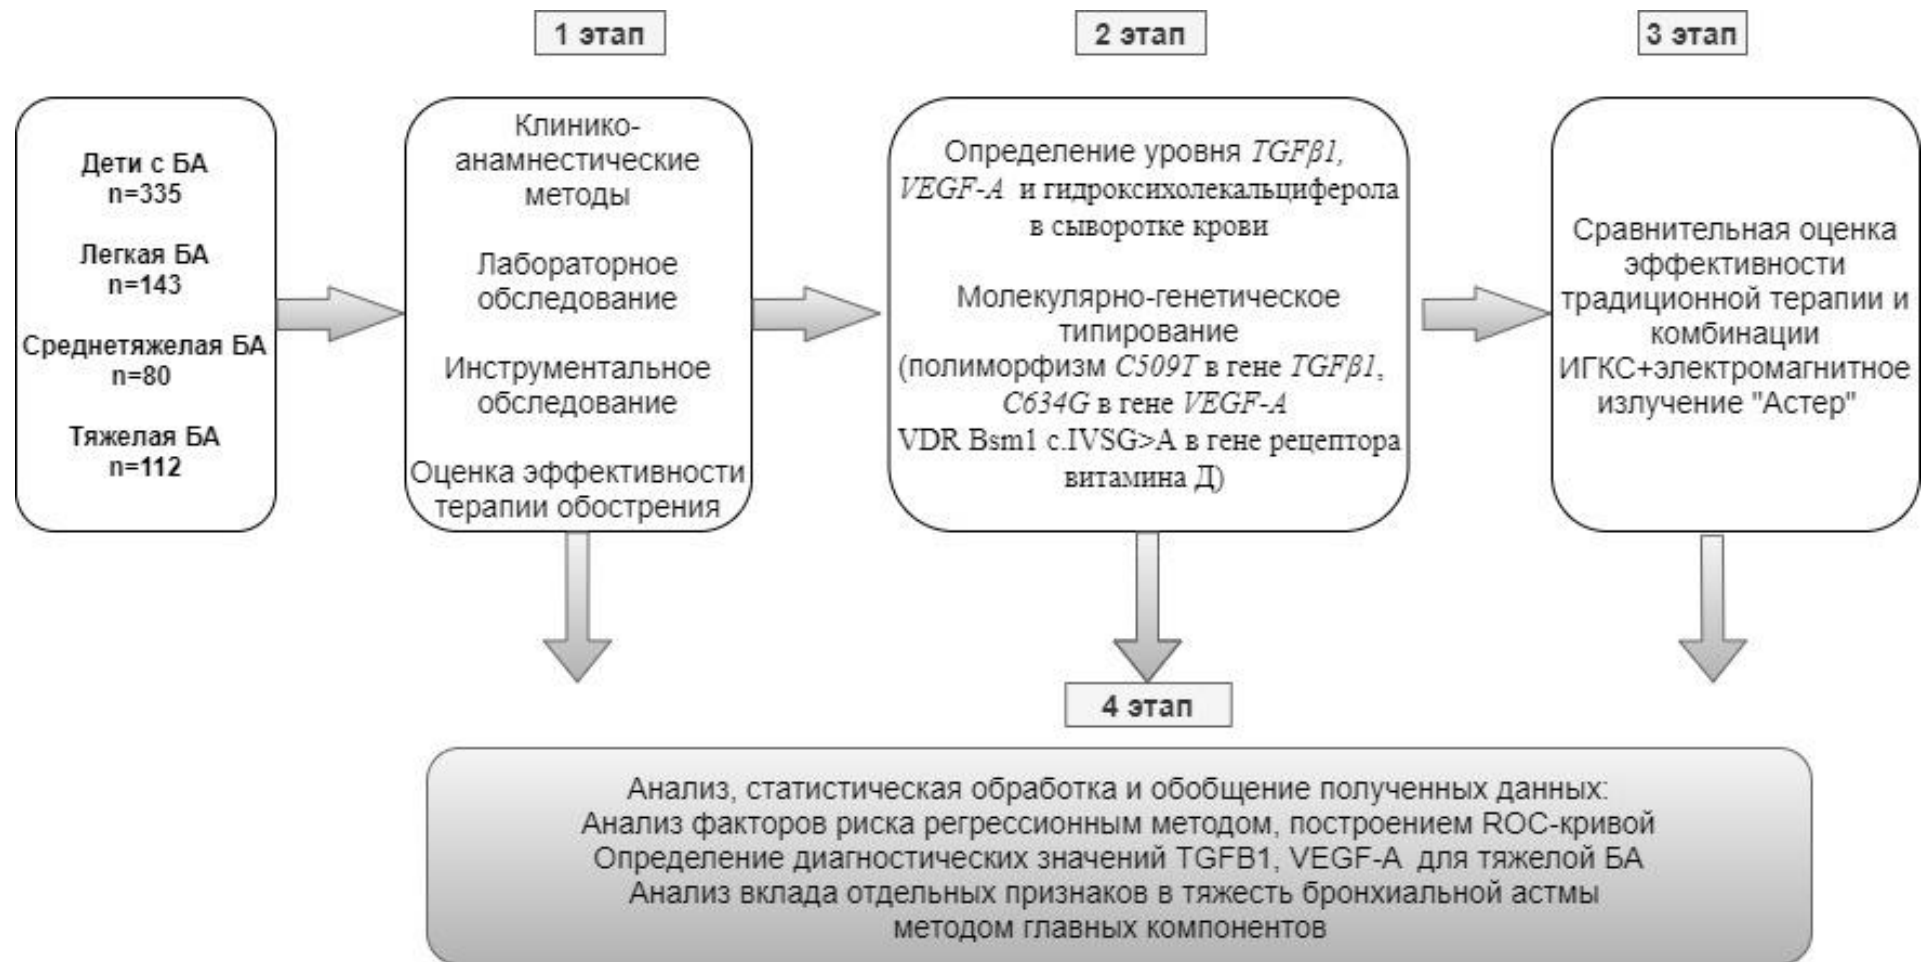 1 этап
2 этап
3 этап
Дети с БА
n=335
Легкая БА
n=143
Среднетяжелая БА
n=80
Тяжелая БА
n=112
Клинико-
анамнестические
методы
Лабораторное
обследование
Инструментальное
обследование
Оценка эффективности
терапии обострения
Определение уровня TGFβ1,
VEGF-A и гидроксихолекальциферола
в сыворотке крови
Молекулярно-генетическое
типирование
(полиморфизм C509T в гене TGFβ1,
C634G в гене VEGF-A
VDR Bsm1 c.IVSG>A в гене рецептора
витамина Д)
Сравнительная оценка
эффективности
традиционной терапии и
комбинации
ИГКС+электромагнитное
излучение "Астер"
4 этап
Анализ, статистическая обработка и обобщение полученных данных:
Анализ факторов риска регрессионным методом, построением ROC-кривой
Определение диагностических значений TGFB1, VEGF-A для тяжелой БА
Анализ вклада отдельных признаков в тяжесть бронхиальной астмы
методом главных компонентов